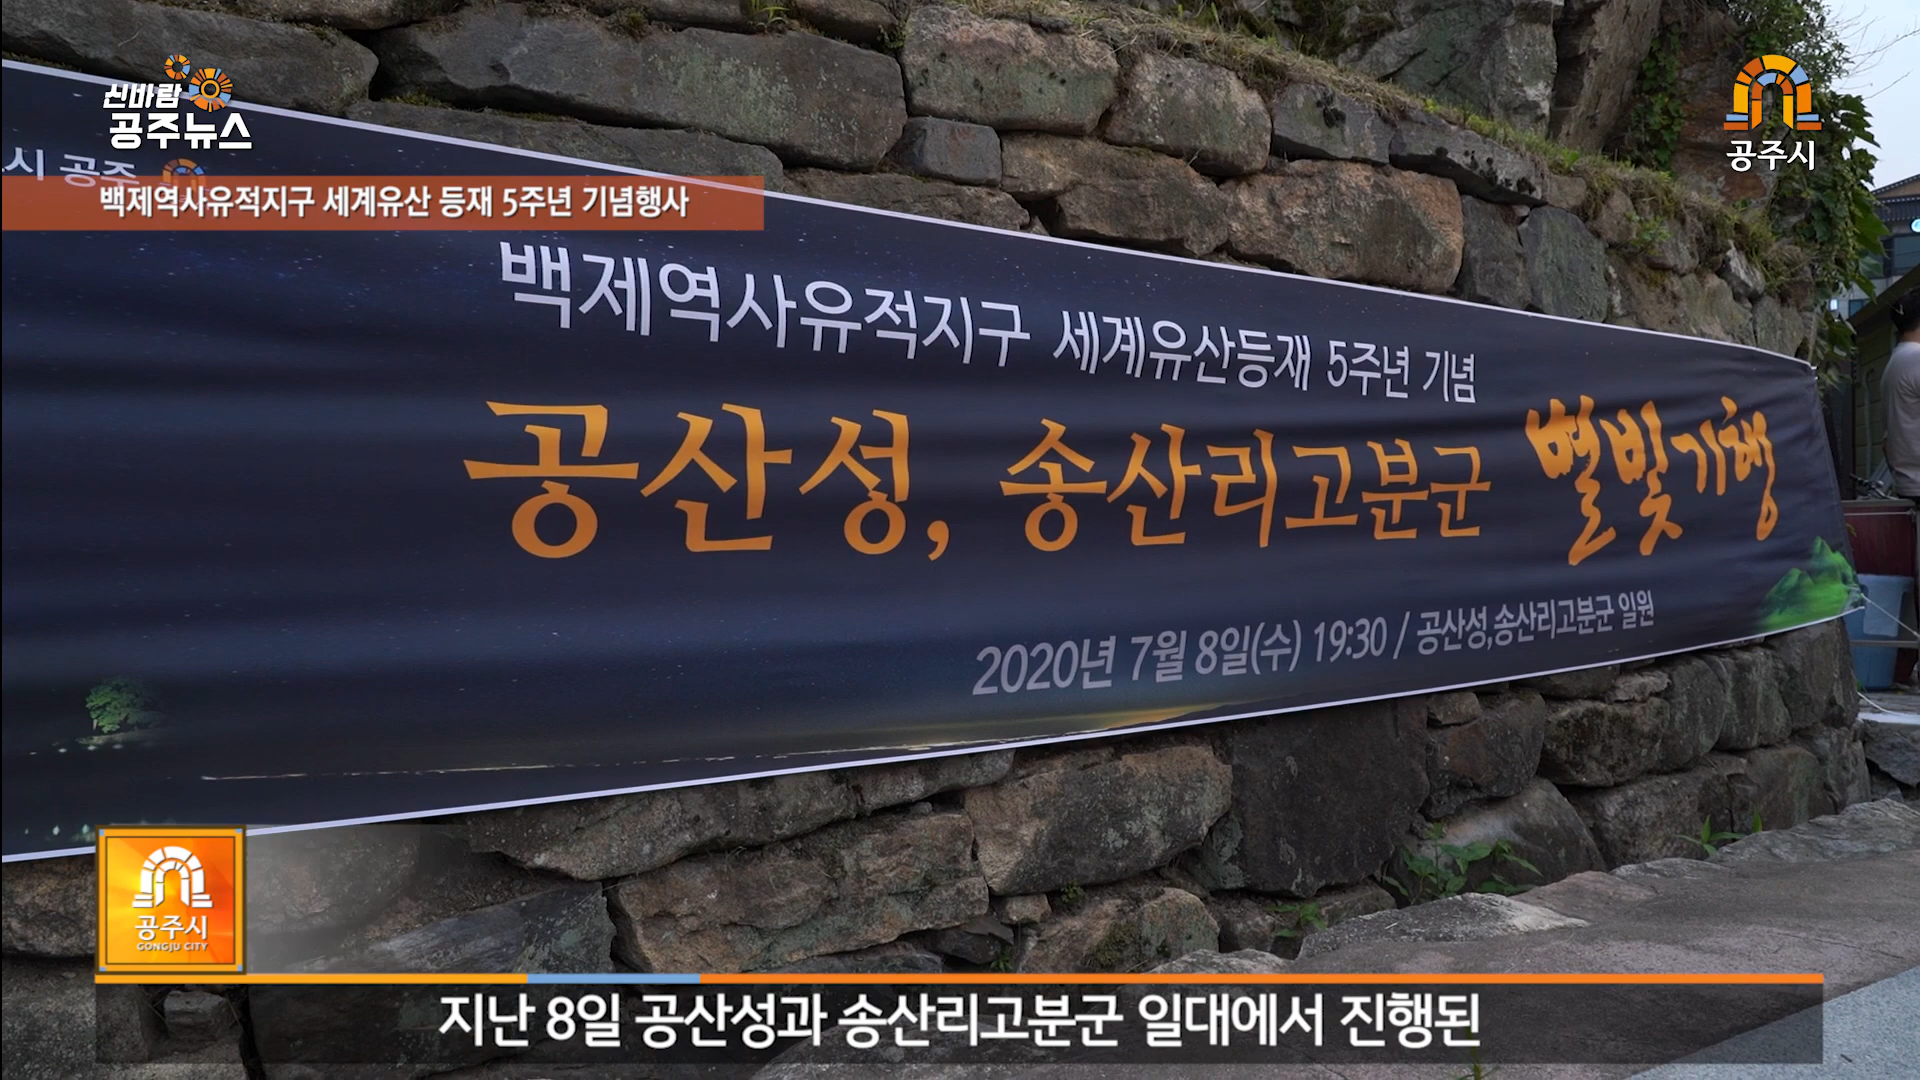 신바람
공주뉴스
공주시
시 공주
백제역사유적지구 세계유산 등재 5주년 기념행사
백제역사유적지구 세계유산등재 5주년 기념
공산성, 송산리고분군 별빛기행
2020년 7월 8일(수) 19:30 / 공산성,송산리고분군 일원
공주시
GONGJU CITY
지난 8일 공산성과 송산리고분군 일대에서 진행된